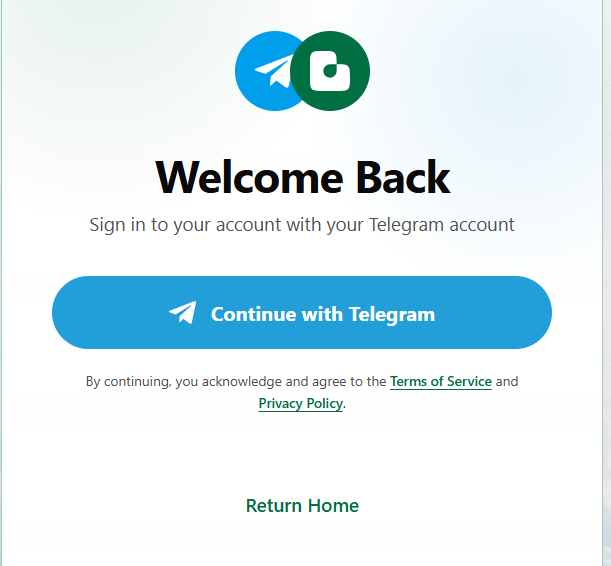 Welcome Back
Sign in to your account with your Telegram account
Continue with Telegram
By continuing, you acknowledge and agree to the Terms of Service and
Privacy Policy.
Return Home